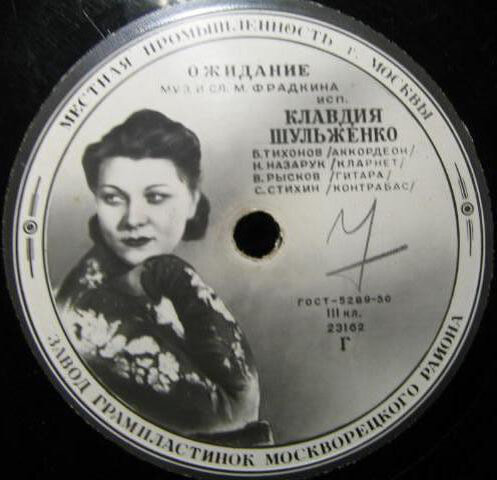 МЕСТНАЯ ПРОМЫШЛЕННОСТЬ г. МОСКВЫ
ОЖИДАНИЕ
МУЗ. И СЛ. М. ФРАДКИНА
ИСП.
КЛАВДИЯ
ШУЛЬЖЕНКО
Б.ТИХОНОВ /АККОРДЕОН/
Н.НАЗАРУК /КЛАРНЕТ/
В.РЫСКОВ /ГИТАРА/
С.СТИХИН /КОНТРАБАС/
ГОСТ-5289-50
III КЛ.
23162
Г
ЗАВОД ГРАМПЛАСТИНОК МОСКВОРЕЦКОГО РАЙОНА